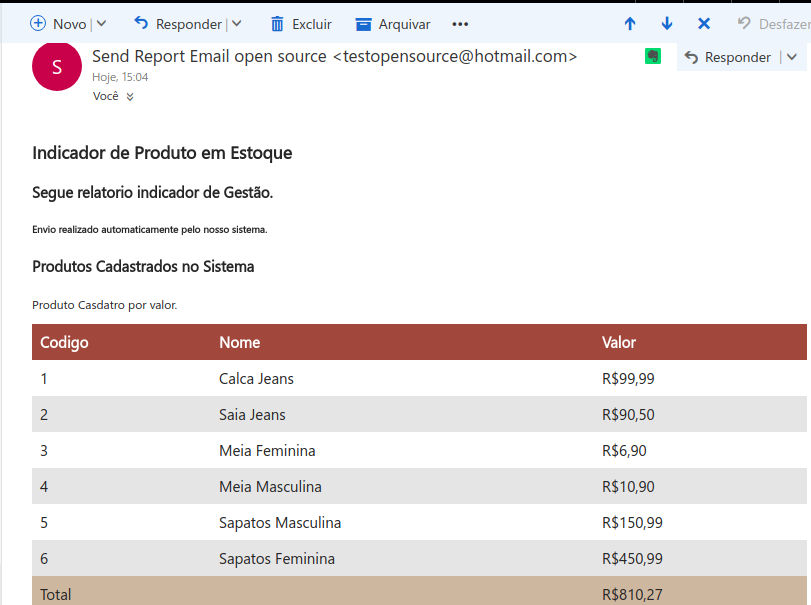 Novo | Responder | Excluir Arquivar ••• Desfazer
S
Send Report Email open source <testopensource@hotmail.com>
Responder |
Hoje, 15:04
Você
Indicador de Produto em Estoque
Segue relatorio indicador de Gestão.
Envio realizado automaticamente pelo nosso sistema.
Produtos Cadastrados no Sistema
Produto Casdatro por valor.
Codigo Nome Valor
1 Calca Jeans R$99,99
2 Saia Jeans R$90,50
3 Meia Feminina R$6,90
4 Meia Masculina R$10,90
5 Sapatos Masculina R$150,99
6 Sapatos Feminina R$450,99
Total R$810,27